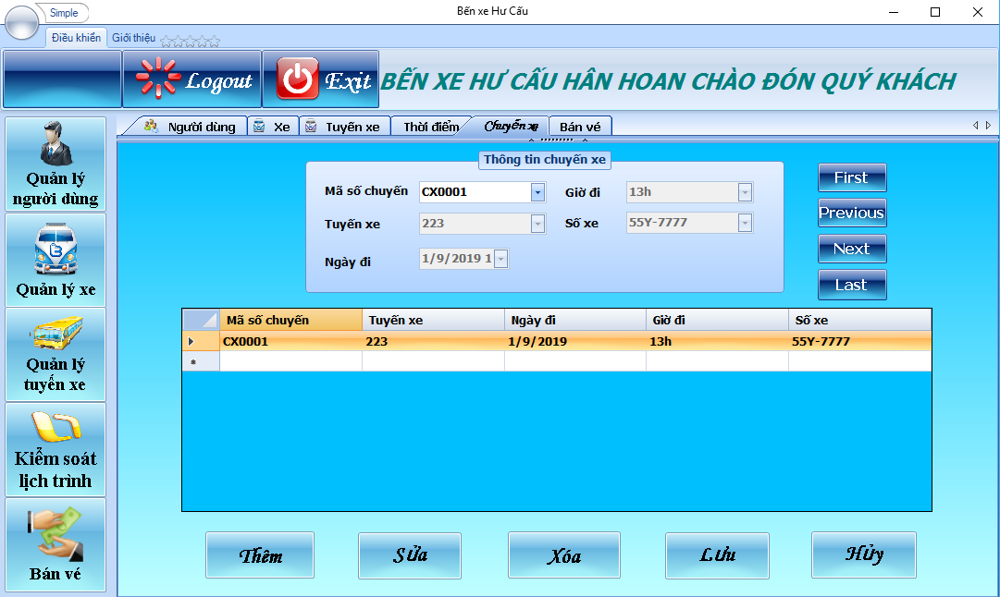 Simple
Bến xe Hư Cấu
Điều khiển Giới thiệu
Logout Exit BẾN XE HƯ CẤU HÂN HOAN CHÀO ĐÓN QUÝ KHÁCH
Người dùng Xe Tuyến xe Thời điểm Chuyến xe Bán vé
Quản lý
người dùng
Quản lý xe
Quản lý
tuyến xe
Kiểm soát
lịch trình
Bán vé
Thông tin chuyến xe
Mã số chuyến CX0001 Giờ đi 13h
Tuyến xe 223 Số xe 55Y-7777
Ngày đi 1/9/2019 1
First
Previous
Next
Last
Mã số chuyến Tuyến xe Ngày đi Giờ đi Số xe
CX0001 223 1/9/2019 13h 55Y-7777
Thêm Sửa Xóa Lưu Hủy